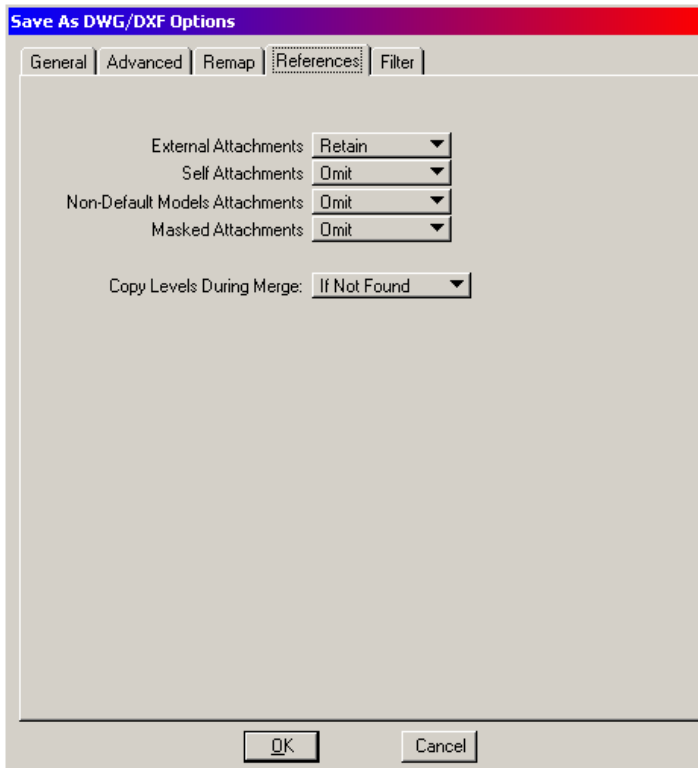 Save As DWG/DXF Options
General Advanced Remap References Filter
External Attachments Retain
Self Attachments Omit
Non-Default Models Attachments Omit
Masked Attachments Omit
Copy Levels During Merge: If Not Found
OK Cancel